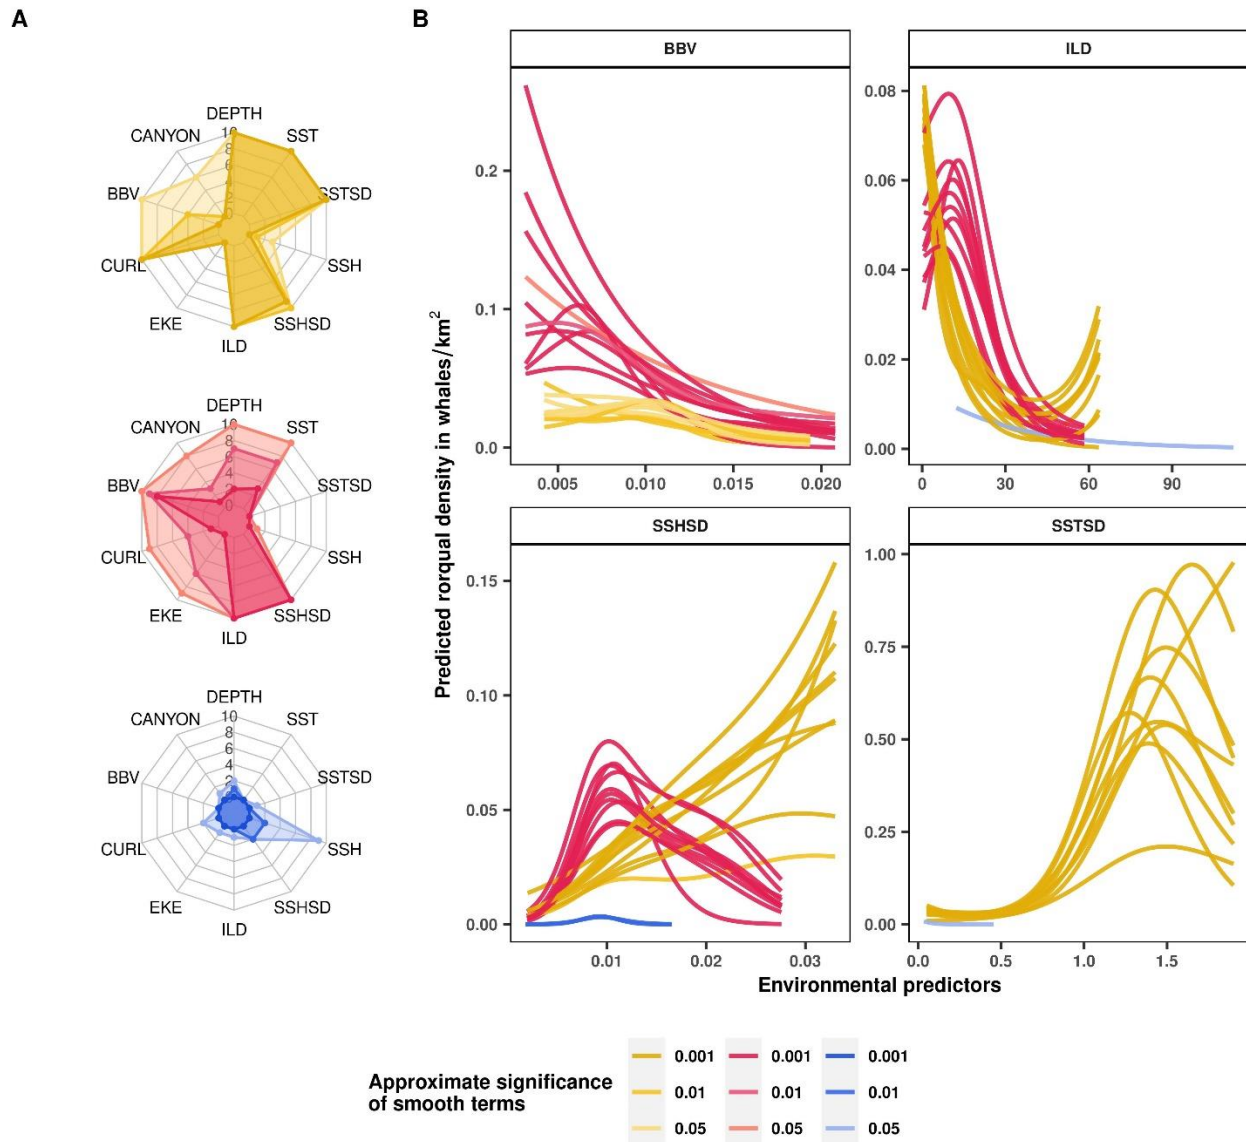 A
DEPTH
CANYON
SST
10
8
6
4
2
0
BBV
SSTSD
CURL
SSH
EKE
SSHSD
ILD
DEPTH
CANYON
SST
10
8
6
4
2
0
BBV
SSTSD
CURL
SSH
EKE
SSHSD
ILD
DEPTH
CANYON
SST
10
8
6
4
2
BBV
SSTSD
CURL
SSH
EKE
SSHSD
ILD
B
Predicted rorqual density in whales/km²
BBV
0.2
0.1
0.0
0.005 0.010 0.015 0.020
ILD
0.08
0.06
0.04
0.02
0.00
0 30 60 90
SSHSD
0.15
0.10
0.05
0.00
0.01 0.02 0.03
SSTSD
1.00
0.75
0.50
0.25
0.00
0.0 0.5 1.0 1.5
Environmental predictors
Approximate significance
of smooth terms
0.001 0.001 0.001
0.01 0.01 0.01
0.05 0.05 0.05